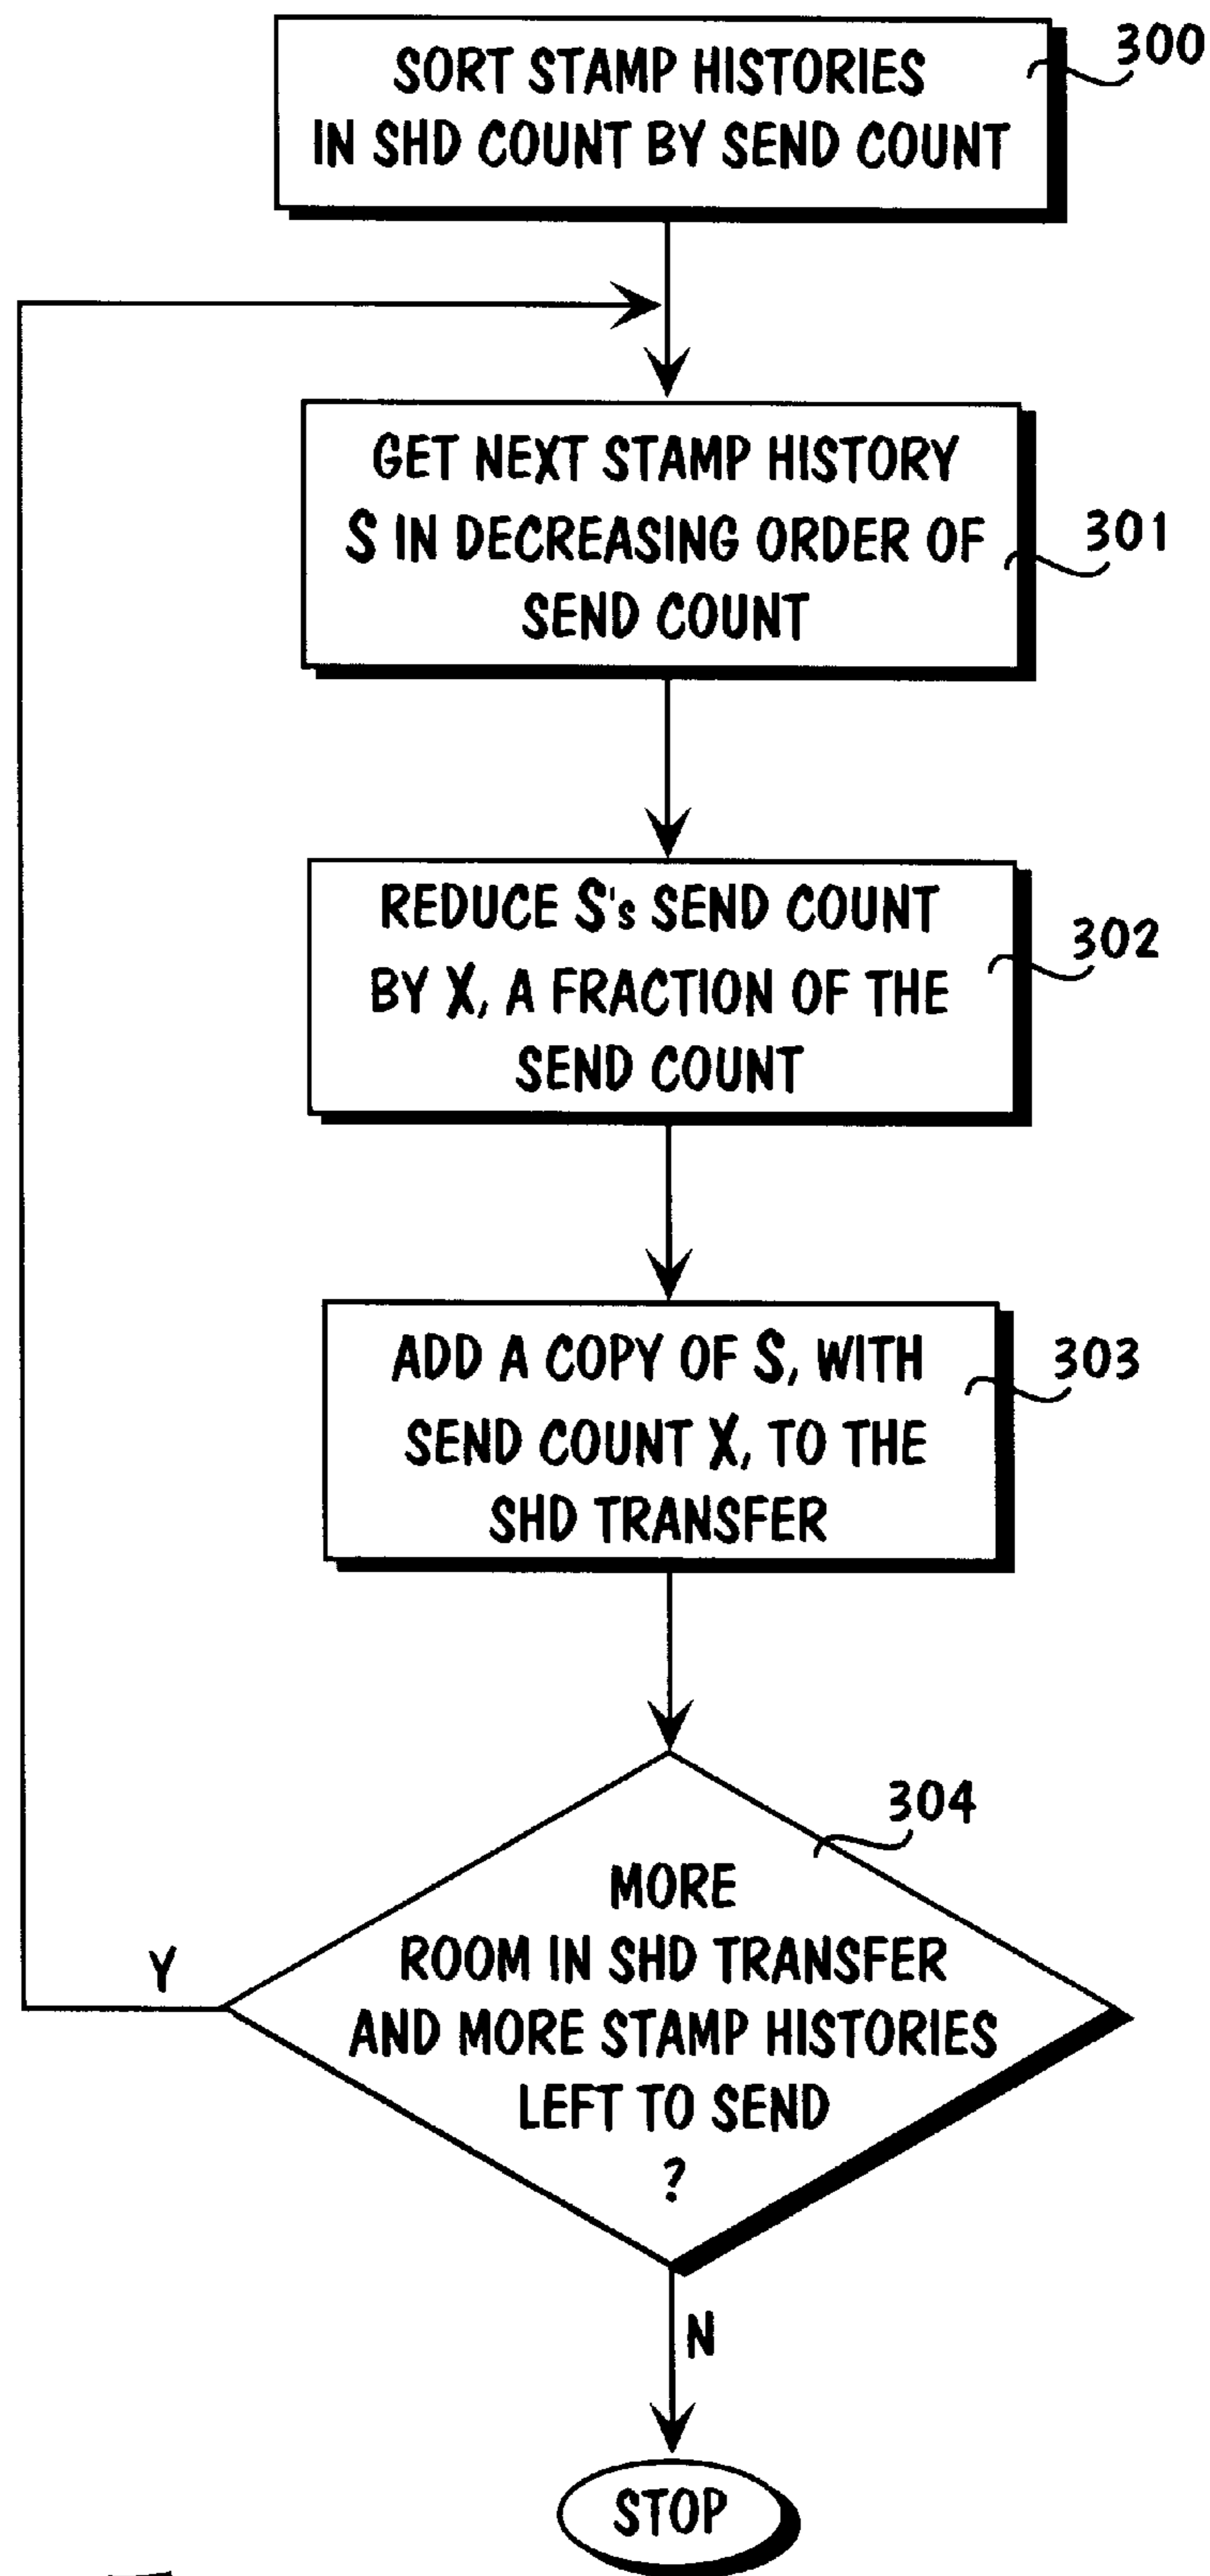 SORT STAMP HISTORIES
IN SHD COUNT BY SEND COUNT
300
GET NEXT STAMP HISTORY
S IN DECREASING ORDER OF
SEND COUNT
301
REDUCE S's SEND COUNT
BY X, A FRACTION OF THE
SEND COUNT
302
ADD A COPY OF S, WITH
SEND COUNT X, TO THE
SHD TRANSFER
303
304
MORE
ROOM IN SHD TRANSFER
AND MORE STAMP HISTORIES
LEFT TO SEND
?
Y
N
STOP